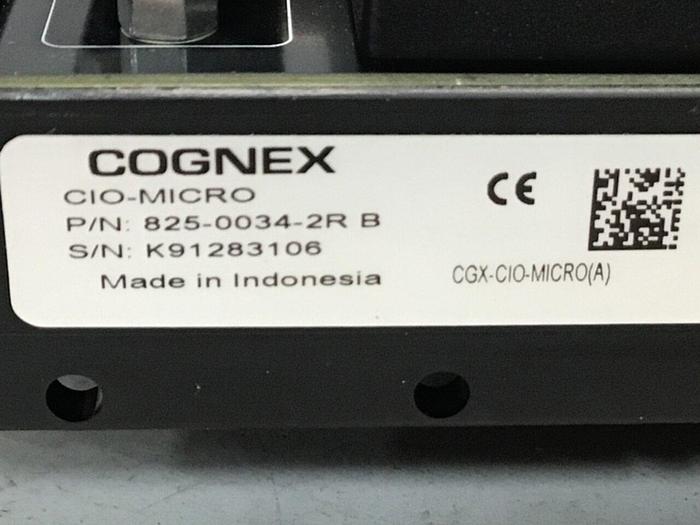 COGNEX
CIO-MICRO
P/N: 825-0034-2R B
S/N: K91283106
Made in Indonesia
CE
CGX-CIO-MICRO(A)